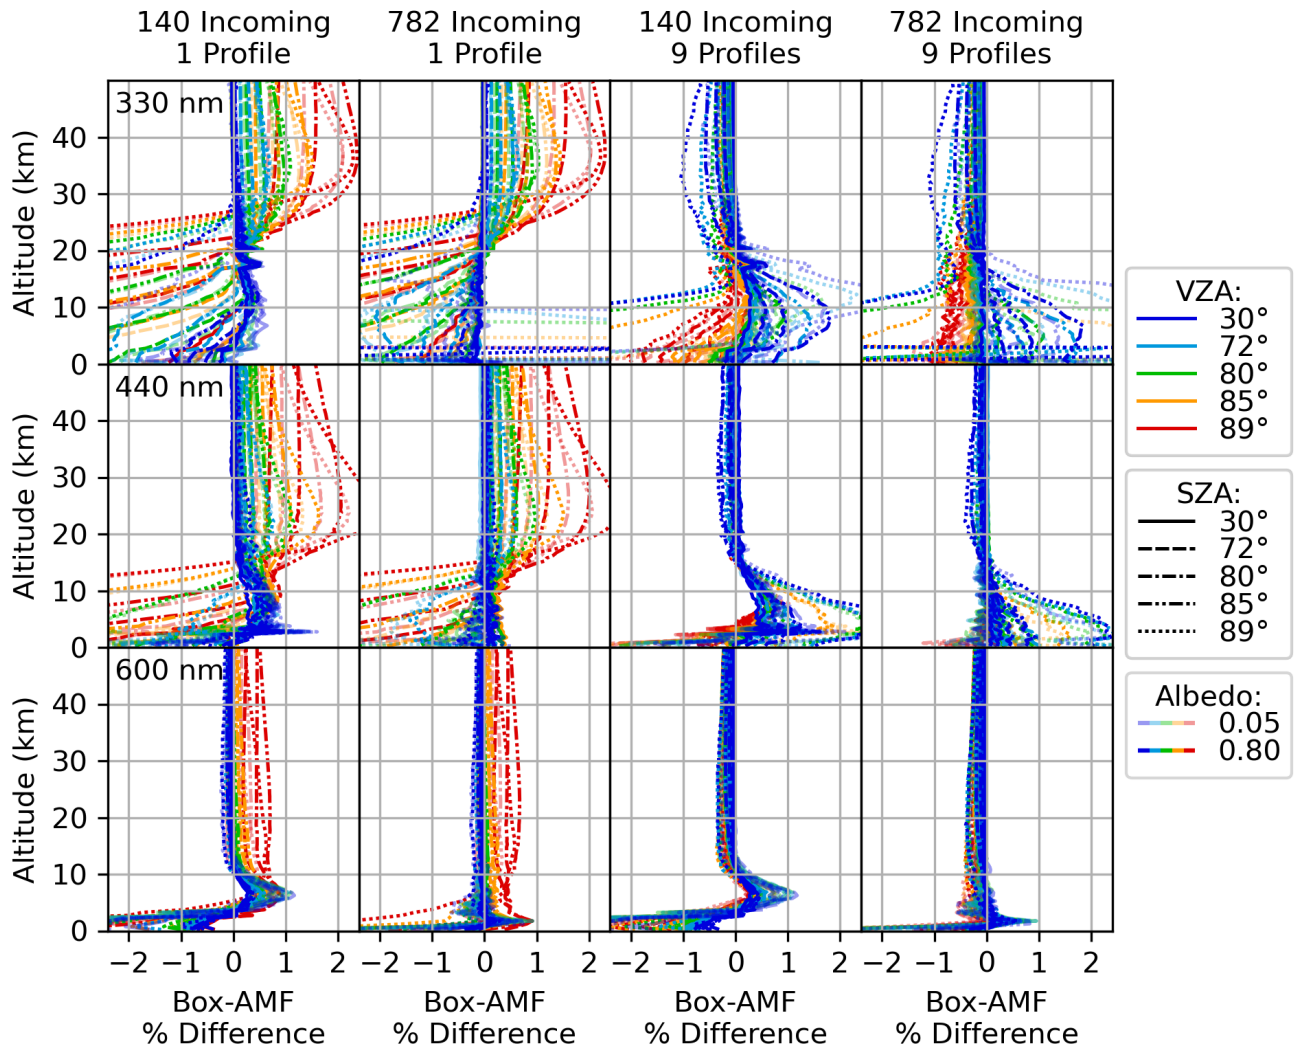 140 Incoming
1 Profile
782 Incoming
1 Profile
140 Incoming
9 Profiles
782 Incoming
9 Profiles
Altitude (km)
40
30
20
10
0
330 nm
Altitude (km)
40
30
20
10
0
440 nm
Altitude (km)
40
30
20
10
0
600 nm
−2 −1 0 1 2
−2 −1 0 1 2
−2 −1 0 1 2
−2 −1 0 1 2
Box-AMF
% Difference
Box-AMF
% Difference
Box-AMF
% Difference
Box-AMF
% Difference
VZA:
30°
72°
80°
85°
89°
SZA:
30°
72°
80°
85°
89°
Albedo:
0.05
0.80